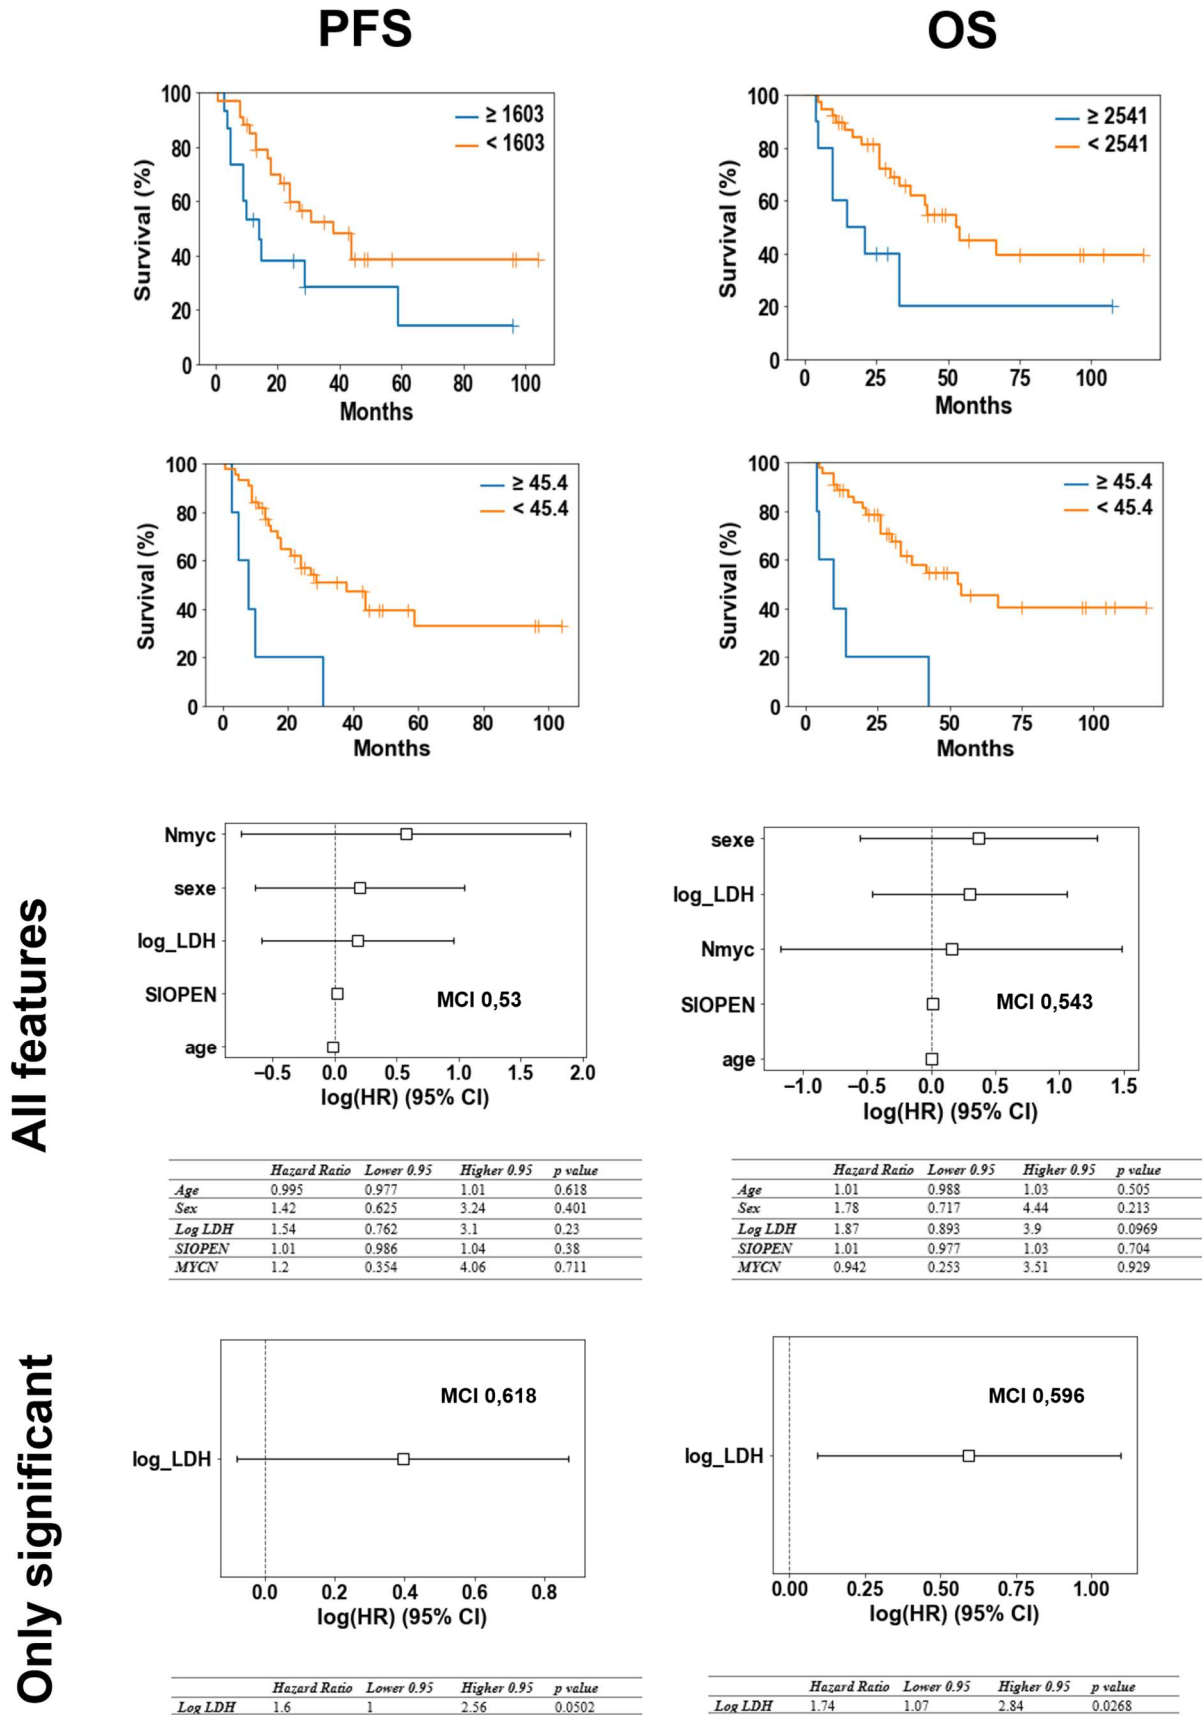 PFS
OS
Survival (%)
100
80
60
40
20
0
≥ 1603
< 1603
0 20 40 60 80 100
Months
Survival (%)
100
80
60
40
20
0
≥ 2541
< 2541
0 25 50 75 100
Months
Survival (%)
100
80
60
40
20
0
≥ 45.4
< 45.4
0 20 40 60 80 100
Months
Survival (%)
100
80
60
40
20
0
≥ 45.4
< 45.4
0 25 50 75 100
Months
All features
Nmyc
sexe
log_LDH
SIOPEN
age
MCI 0,53
−0.5 0.0 0.5 1.0 1.5 2.0
log(HR) (95% CI)
sexe
log_LDH
Nmyc
SIOPEN
age
MCI 0,543
−1.0 −0.5 0.0 0.5 1.0 1.5
log(HR) (95% CI)
Hazard Ratio Lower 0.95 Higher 0.95 p value
Age 0.995 0.977 1.01 0.618
Sex 1.42 0.625 3.24 0.401
Log LDH 1.54 0.762 3.1 0.23
SIOPEN 1.01 0.986 1.04 0.38
MYCN 1.2 0.354 4.06 0.711
Hazard Ratio Lower 0.95 Higher 0.95 p value
Age 1.01 0.988 1.03 0.505
Sex 1.78 0.717 4.44 0.213
Log LDH 1.87 0.893 3.9 0.0969
SIOPEN 1.01 0.977 1.03 0.704
MYCN 0.942 0.253 3.51 0.929
Only significant
log_LDH
MCI 0,618
0.0 0.2 0.4 0.6 0.8
log(HR) (95% CI)
log_LDH
MCI 0,596
0.00 0.25 0.50 0.75 1.00
log(HR) (95% CI)
Hazard Ratio Lower 0.95 Higher 0.95 p value
Log LDH 1.6 1 2.56 0.0502
Hazard Ratio Lower 0.95 Higher 0.95 p value
Log LDH 1.74 1.07 2.84 0.0268